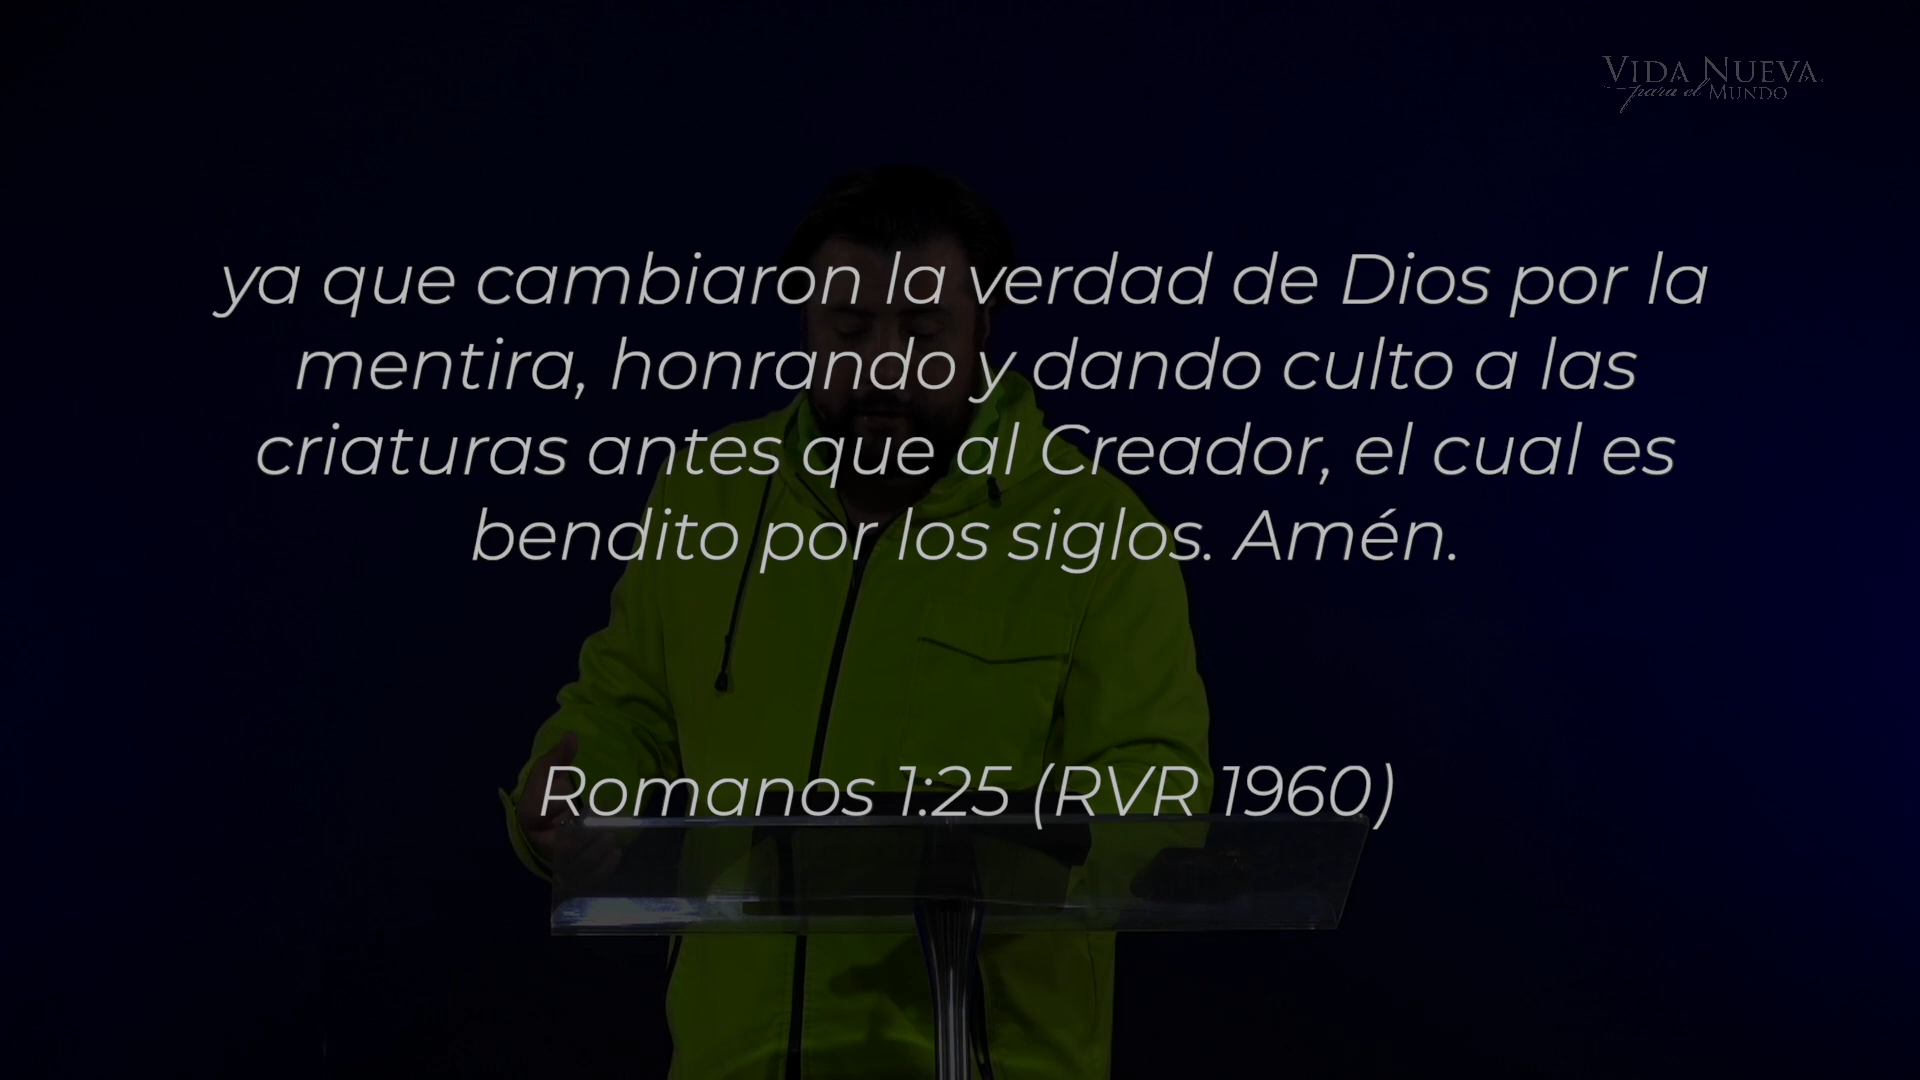 VIDA NUEVA
para el MUNDO
ya que cambiaron la verdad de Dios por la
mentira, honrando y dando culto a las
criaturas antes que al Creador, el cual es
bendito por los siglos. Amén.
Romanos 1:25 (RVR 1960)